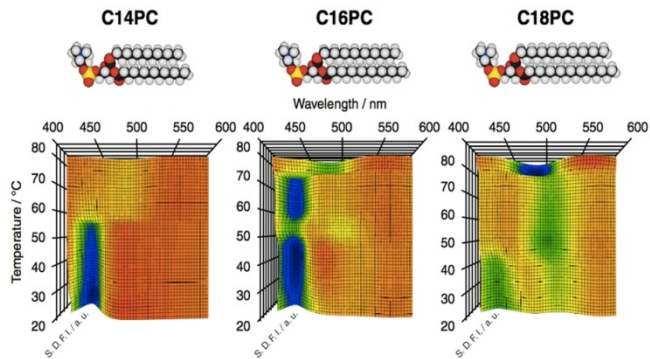 C14PC C16PC C18PC
Wavelength / nm
400 450 500 550 600 400 450 500 550 600 400 450 500 550 600
Temperature / °C
80 70 60 50 40 30 20
80 70 60 50 40 30 20
80 70 60 50 40 30 20
S. D. F. I. / a. u. S. D. F. I. / a. u. S. D. F. I. / a. u.